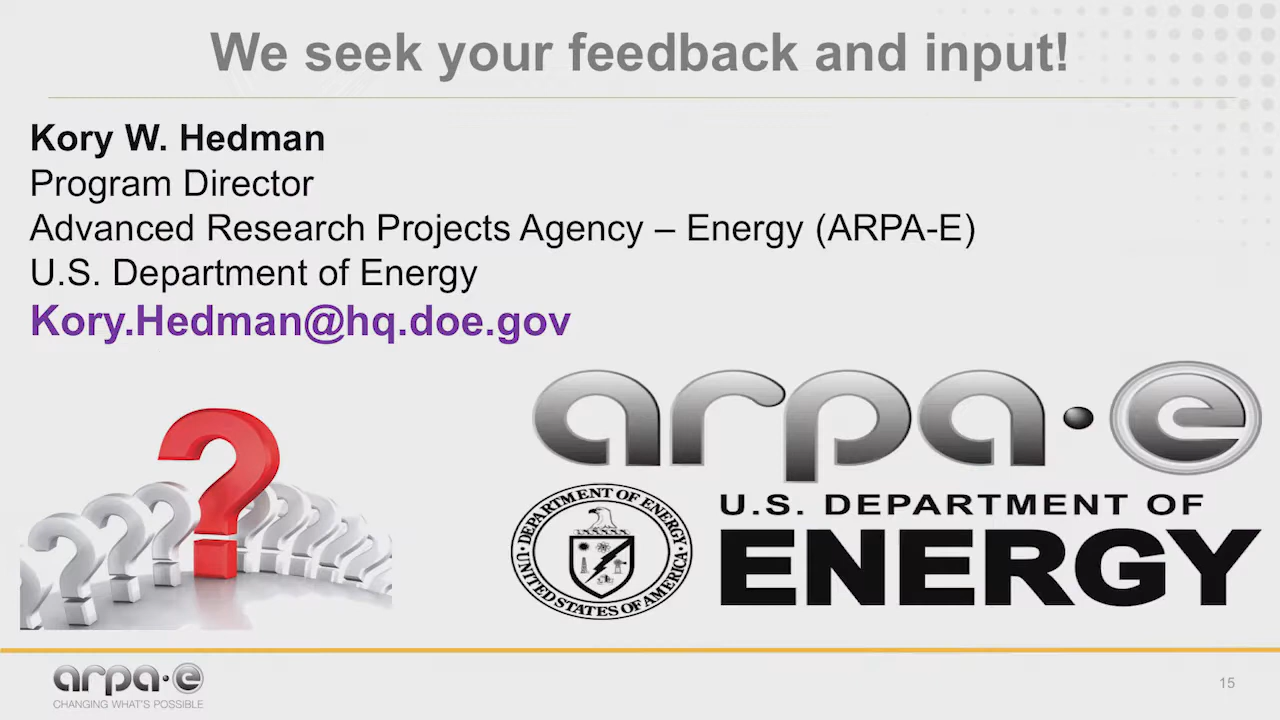 We seek your feedback and input!
Kory W. Hedman
Program Director
Advanced Research Projects Agency – Energy (ARPA-E)
U.S. Department of Energy
Kory.Hedman@hq.doe.gov
arpa·e
DEPARTMENT OF ENERGY
UNITED STATES OF AMERICA
U.S. DEPARTMENT OF
ENERGY
arpa·e
CHANGING WHAT'S POSSIBLE
15